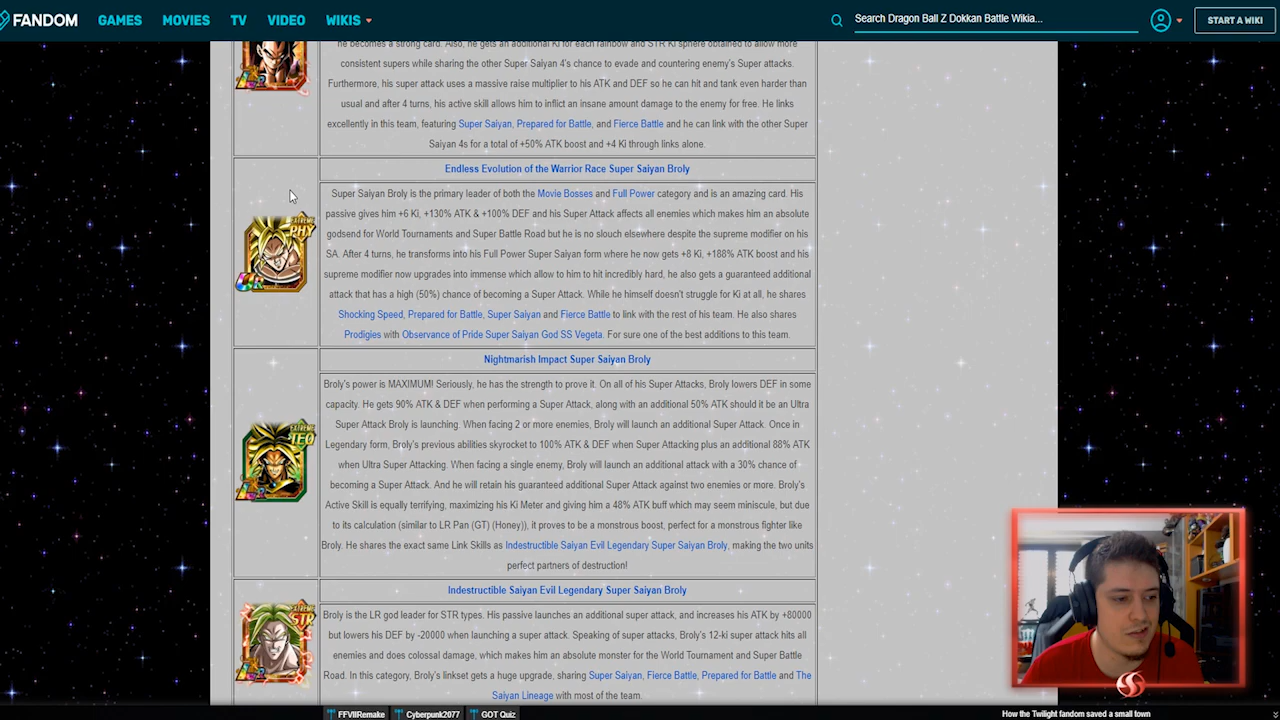 FANDOM GAMES MOVIES TV VIDEO WIKIS Search Dragon Ball Z Dokkan Battle Wikia... START A WIKI
he becomes a strong card. Also, he gets an additional Ki for each rainbow and STR Ki sphere obtained to allow more
consistent supers while sharing the other Super Saiyan 4's chance to evade and countering enemy's Super attacks.
Furthermore, his super attack uses a massive raise multiplier to his ATK and DEF so he can hit and tank even harder than
usual and after 4 turns, his active skill allows him to inflict an insane amount damage to the enemy for free. He links
excellently in this team, featuring Super Saiyan, Prepared for Battle, and Fierce Battle and he can link with the other Super
Saiyan 4s for a total of +50% ATK boost and +4 Ki through links alone.
Endless Evolution of the Warrior Race Super Saiyan Broly
EXTREME
PHY
UR
Super Saiyan Broly is the primary leader of both the Movie Bosses and Full Power category and is an amazing card. His
passive gives him +6 Ki, +130% ATK & +100% DEF and his Super Attack affects all enemies which makes him an absolute
godsend for World Tournaments and Super Battle Road but he is no slouch elsewhere despite the supreme modifier on his
SA. After 4 turns, he transforms into his Full Power Super Saiyan form where he now gets +8 Ki, +188% ATK boost and his
supreme modifier now upgrades into immense which allow to him to hit incredibly hard, he also gets a guaranteed additional
attack that has a high (50%) chance of becoming a Super Attack. While he himself doesn't struggle for Ki at all, he shares
Shocking Speed, Prepared for Battle, Super Saiyan and Fierce Battle to link with the rest of his team. He also shares
Prodigies with Observance of Pride Super Saiyan God SS Vegeta. For sure one of the best additions to this team.
Nightmarish Impact Super Saiyan Broly
EXTREME
TEQ
LR
Broly's power is MAXIMUM! Seriously, he has the strength to prove it. On all of his Super Attacks, Broly lowers DEF in some
capacity. He gets 90% ATK & DEF when performing a Super Attack, along with an additional 50% ATK should it be an Ultra
Super Attack Broly is launching. When facing 2 or more enemies, Broly will launch an additional Super Attack. Once in
Legendary form, Broly's previous abilities skyrocket to 100% ATK & DEF when Super Attacking plus an additional 88% ATK
when Ultra Super Attacking. When facing a single enemy, Broly will launch an additional attack with a 30% chance of
becoming a Super Attack. And he will retain his guaranteed additional Super Attack against two enemies or more. Broly's
Active Skill is equally terrifying, maximizing his Ki Meter and giving him a 48% ATK buff which may seem miniscule, but due
to its calculation (similar to LR Pan (GT) (Honey)), it proves to be a monstrous boost, perfect for a monstrous fighter like
Broly. He shares the exact same Link Skills as Indestructible Saiyan Evil Legendary Super Saiyan Broly, making the two units
perfect partners of destruction!
Indestructible Saiyan Evil Legendary Super Saiyan Broly
EXTREME
STR
LR
Broly is the LR god leader for STR types. His passive launches an additional super attack, and increases his ATK by +80000
but lowers his DEF by -20000 when launching a super attack. Speaking of super attacks, Broly's 12-ki super attack hits all
enemies and does colossal damage, which makes him an absolute monster for the World Tournament and Super Battle
Road. In this category, Broly's linkset gets a huge upgrade, sharing Super Saiyan, Fierce Battle, Prepared for Battle and The
Saiyan Lineage with most of the team.
FFVIIRemake Cyberpunk2077 GOT Quiz How the Twilight fandom saved a small town